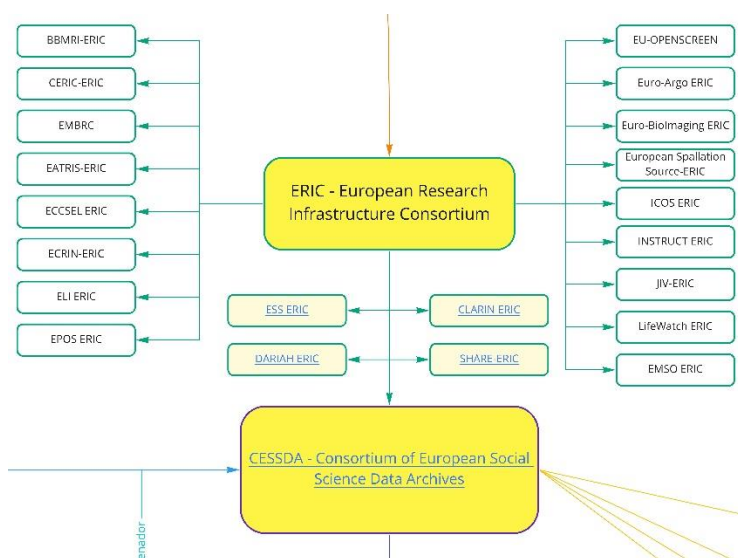 BBMRI-ERIC
CERIC-ERIC
EMBRC
EATRIS-ERIC
ECCSEL ERIC
ECRIN-ERIC
ELI ERIC
EPOS ERIC
ERIC - European Research
Infrastructure Consortium
EU-OPENSCREEN
Euro-Argo ERIC
Euro-BioImaging ERIC
European Spallation
Source-ERIC
ICOS ERIC
INSTRUCT ERIC
JIV-ERIC
LifeWatch ERIC
EMSO ERIC
ESS ERIC
CLARIN ERIC
DARIAH ERIC
SHARE-ERIC
CESSDA - Consortium of European Social
Science Data Archives
enador